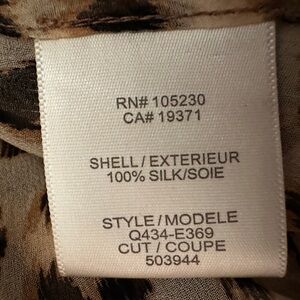 RN# 105230
CA# 19371
SHELL/EXTERIEUR
100% SILK/SOIE
STYLE/MODELE
Q434-E369
CUT/COUPE
503944